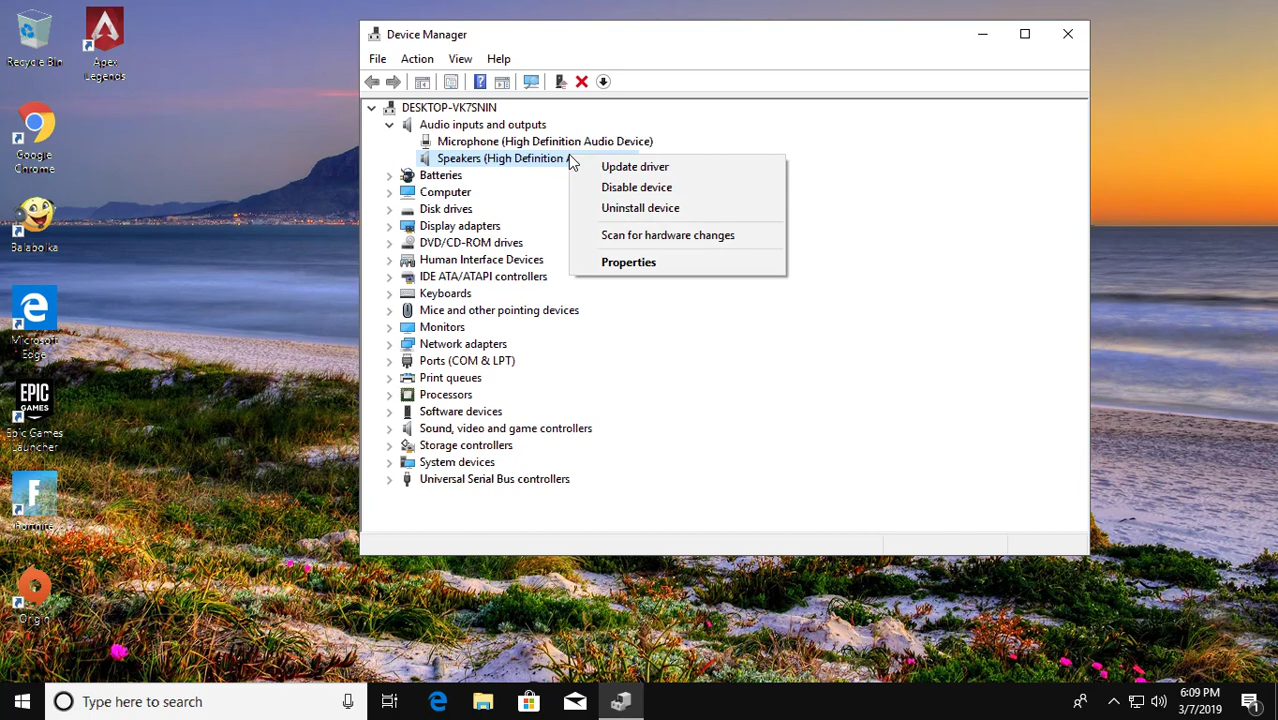 Recycle Bin
Apex Legends
Google Chrome
Balabolka
Microsoft Edge
EPIC GAMES
Epic Games Launcher
Fortnite
Origin
Device Manager
File Action View Help
DESKTOP-VK7SNIN
Audio inputs and outputs
Microphone (High Definition Audio Device)
Speakers (High Definition A
Batteries
Computer
Disk drives
Display adapters
DVD/CD-ROM drives
Human Interface Devices
IDE ATA/ATAPI controllers
Keyboards
Mice and other pointing devices
Monitors
Network adapters
Ports (COM & LPT)
Print queues
Processors
Software devices
Sound, video and game controllers
Storage controllers
System devices
Universal Serial Bus controllers
Update driver
Disable device
Uninstall device
Scan for hardware changes
Properties
Type here to search
6:09 PM
3/7/2019
1